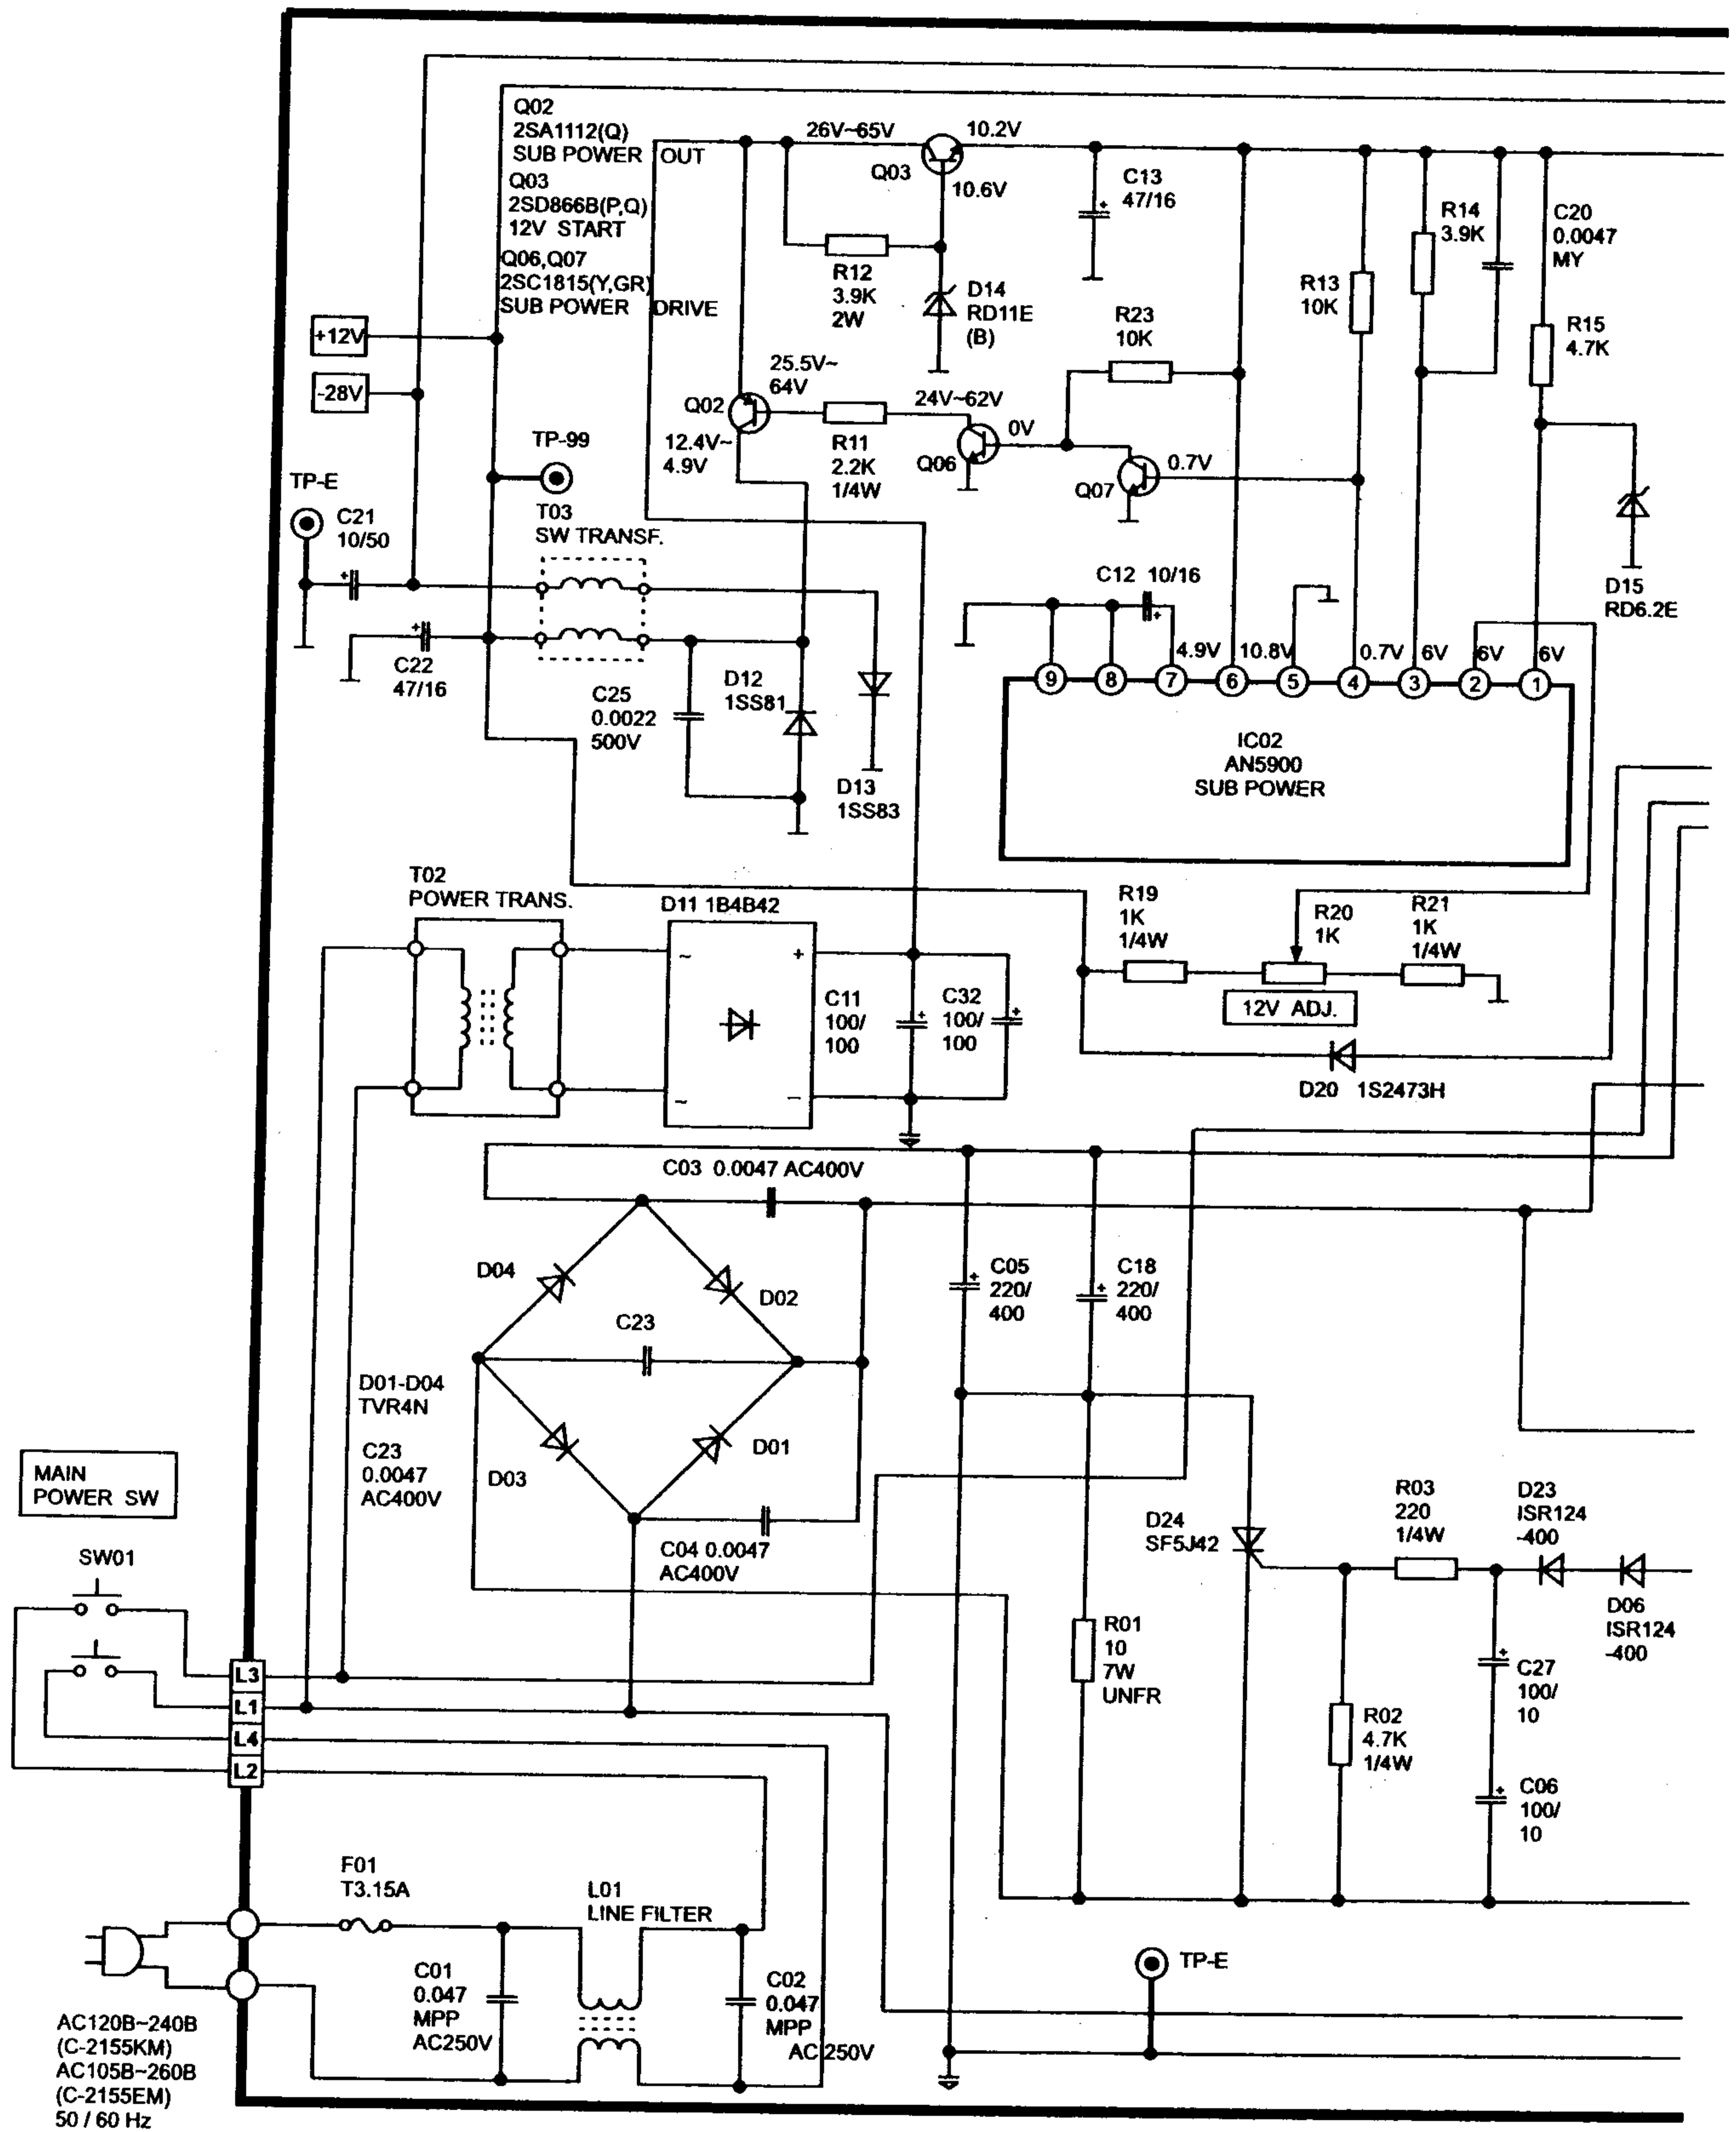 Q02
2SA1112(Q)
SUB POWER OUT
Q03
2SD866B(P,Q)
12V START
Q06,Q07
2SC1815(Y,GR)
SUB POWER DRIVE
26V~65V
10.2V
Q03
10.6V
C13
47/16
R12
3.9K
2W
D14
RD11E
(B)
R13
10K
R14
3.9K
C20
0.0047
MY
R15
4.7K
R23
10K
+12V
-28V
25.5V~
64V
Q02
12.4V~
4.9V
R11
2.2K
1/4W
24V~62V
Q06
0V
Q07
0.7V
TP-99
TP-E
C21
10/50
T03
SW TRANSF.
C22
47/16
C25
0.0022
500V
D12
1SS81
D13
1SS83
C12 10/16
D15
RD6.2E
4.9V
10.8V
0.7V
6V
6V
6V
9
8
7
6
5
4
3
2
1
IC02
AN5900
SUB POWER
T02
POWER TRANS.
D11 1B4B42
~
+
~
−
C11
100/
100
C32
100/
100
R19
1K
1/4W
R20
1K
R21
1K
1/4W
12V ADJ.
D20 1S2473H
C03 0.0047 AC400V
D04
D02
C23
D03
D01
D01-D04
TVR4N
C23
0.0047
AC400V
C04 0.0047
AC400V
C05
220/
400
C18
220/
400
MAIN
POWER SW
SW01
D24
SF5J42
R03
220
1/4W
D23
ISR124
-400
D06
ISR124
-400
R01
10
7W
UNFR
R02
4.7K
1/4W
C27
100/
10
C06
100/
10
L3
L1
L4
L2
F01
T3.15A
L01
LINE FILTER
C01
0.047
MPP
AC250V
C02
0.047
MPP
AC250V
TP-E
AC120B~240B
(C-2155KM)
AC105B~260B
(C-2155EM)
50 / 60 Hz